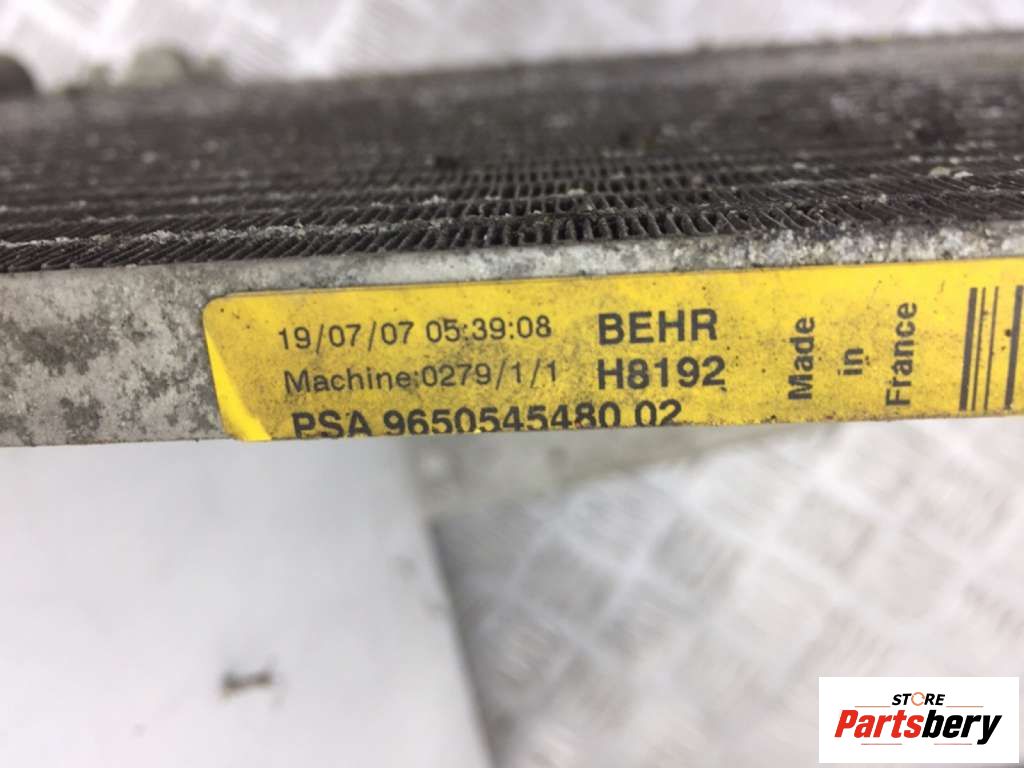 19/07/07 05:39:08 BEHR
Machine:0279/1/1 H8192
PSA 9650545480 02
Made
in
France
STORE
Partsbery